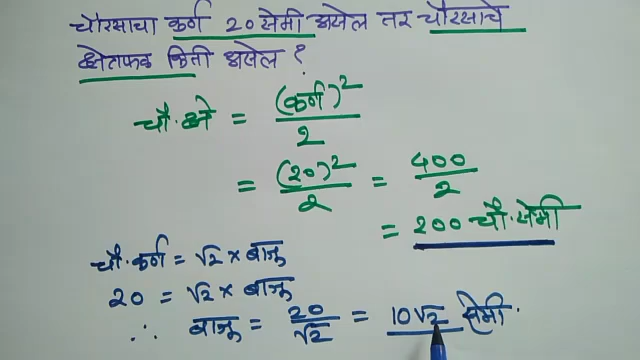 चौरसाचा कर्ण 20 सेमी असेल तर चौरसाचे
क्षेत्रफळ किती असेल ?
चौ. क्षे = (कर्ण)² / 2
= (20)² / 2 = 400 / 2
= 200 चौ. सेमी
चौ. कर्ण = √2 × बाजू
20 = √2 × बाजू
∴ बाजू = 20 / √2 = 10√2 सेमी.